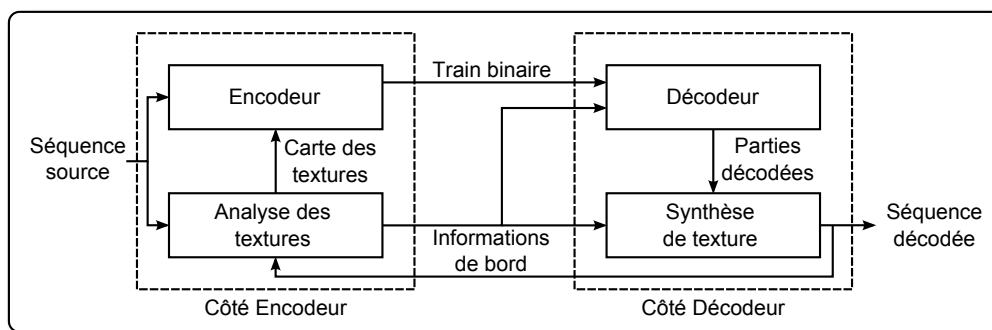 Train binaire
Encodeur
Décodeur
Séquence
source
Carte des
textures
Parties
décodées
Analyse des
textures
Synthèse
de texture
Séquence
décodée
Informations
de bord
Côté Encodeur
Côté Décodeur